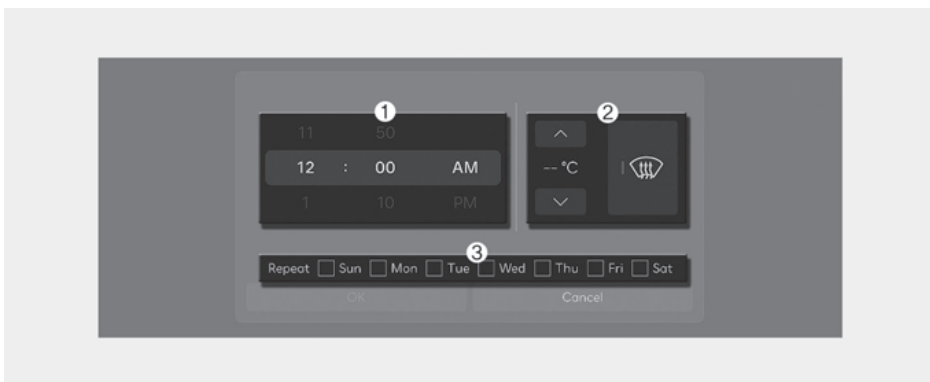 ① ②
11 50
12 : 00 AM -- °C
1 10 PM
③
Repeat Sun Mon Tue Wed Thu Fri Sat
OK Cancel